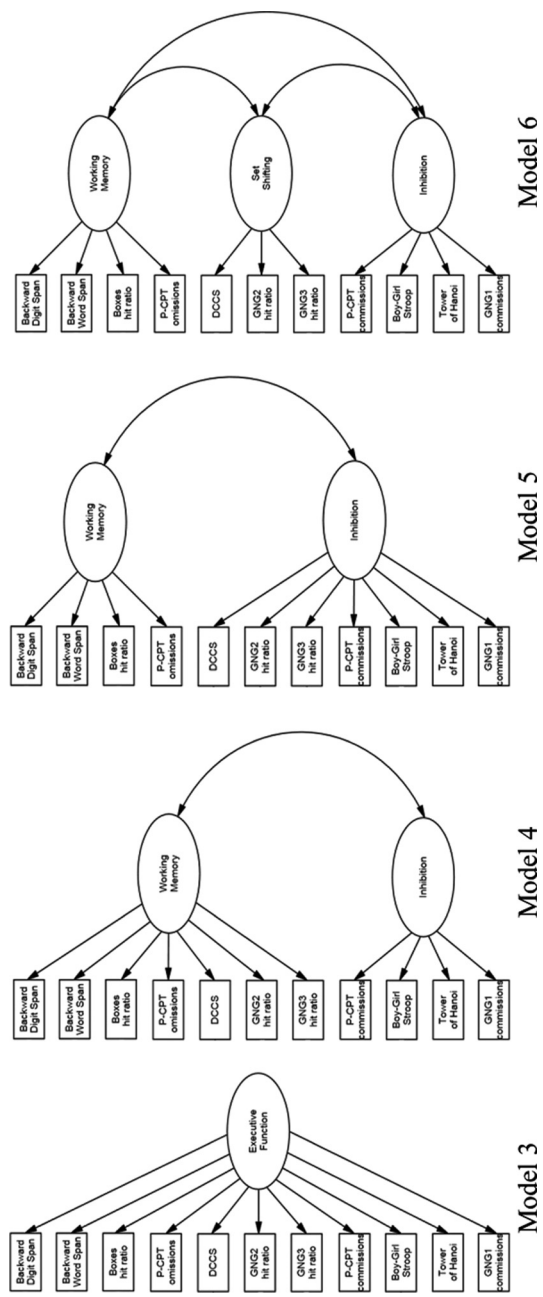 Backward
Digit Span
Backward
Word Span
Boxes
hit ratio
P-CPT
omissions
DCCS
GNG2
hit ratio
GNG3
hit ratio
P-CPT
commissions
Boy-Girl
Stroop
Tower
of Hanoi
GNG1
commissions
Executive
Function
Model 3
Backward
Digit Span
Backward
Word Span
Boxes
hit ratio
P-CPT
omissions
DCCS
GNG2
hit ratio
GNG3
hit ratio
P-CPT
commissions
Boy-Girl
Stroop
Tower
of Hanoi
GNG1
commissions
Working
Memory
Inhibition
Model 4
Backward
Digit Span
Backward
Word Span
Boxes
hit ratio
P-CPT
omissions
DCCS
GNG2
hit ratio
GNG3
hit ratio
P-CPT
commissions
Boy-Girl
Stroop
Tower
of Hanoi
GNG1
commissions
Working
Memory
Inhibition
Model 5
Backward
Digit Span
Backward
Word Span
Boxes
hit ratio
P-CPT
omissions
DCCS
GNG2
hit ratio
GNG3
hit ratio
P-CPT
commissions
Boy-Girl
Stroop
Tower
of Hanoi
GNG1
commissions
Working
Memory
Set
Shifting
Inhibition
Model 6